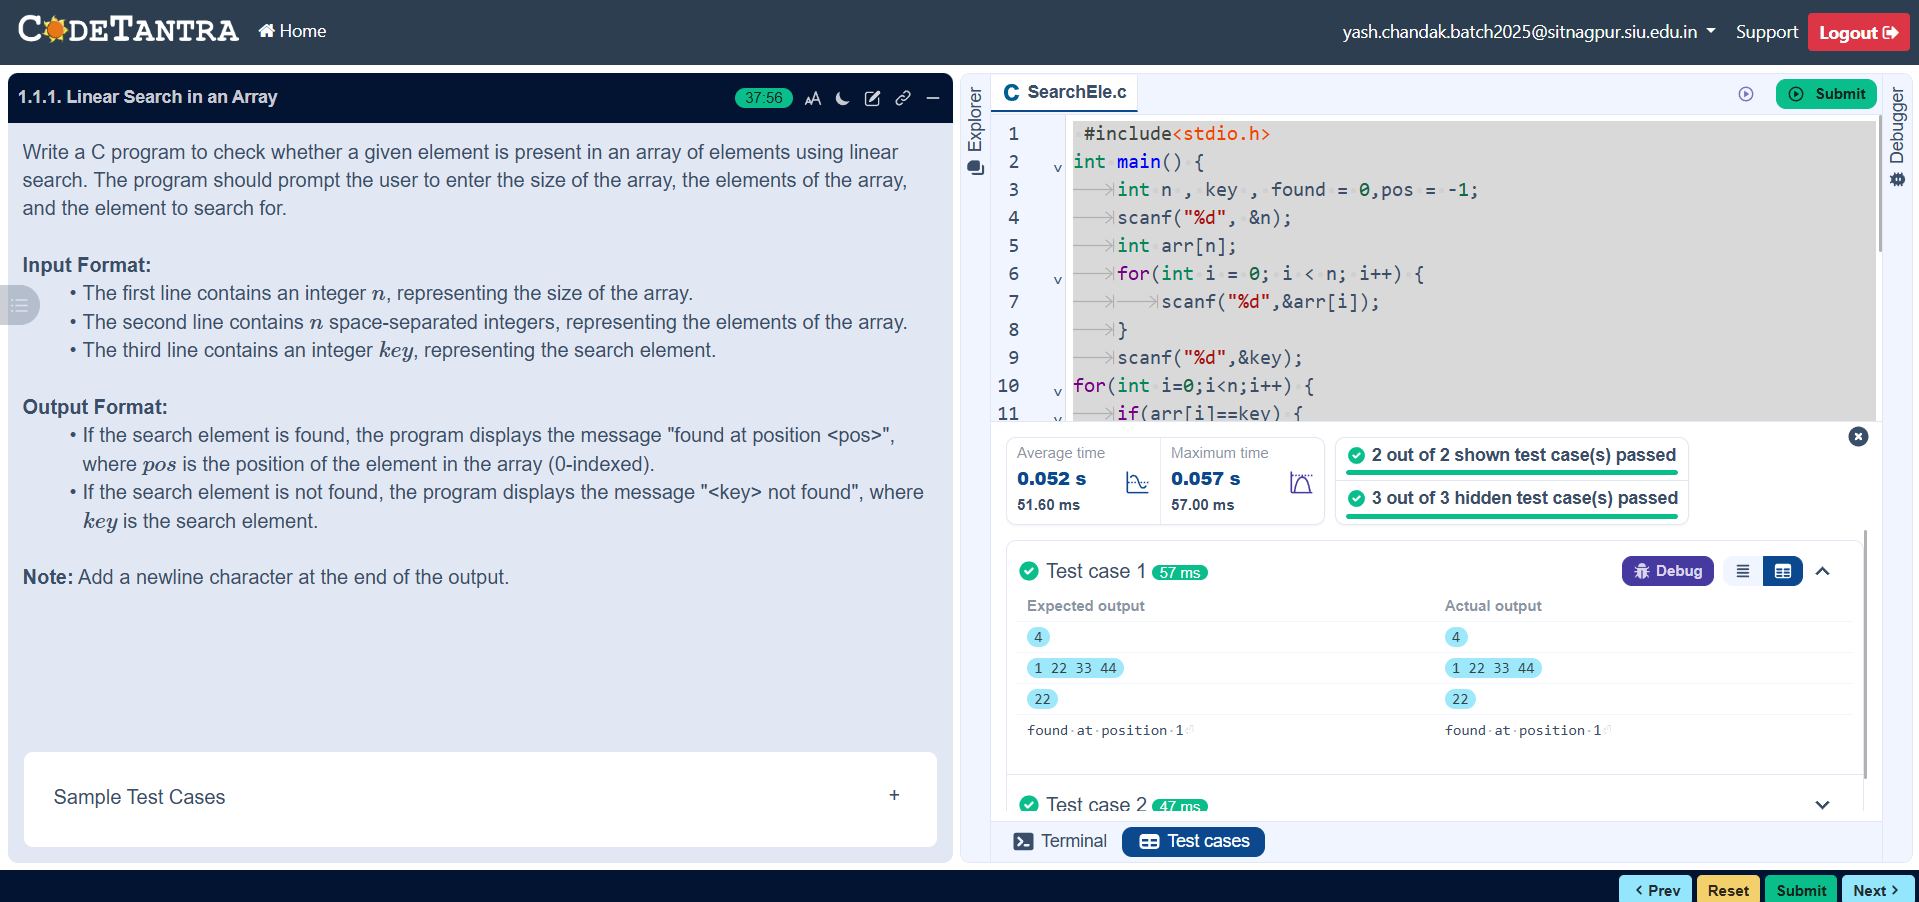 CODETANTRA
Home
yash.chandak.batch2025@sitnagpur.siu.edu.in
Support
Logout
1.1.1. Linear Search in an Array
37:56
AA
Write a C program to check whether a given element is present in an array of elements using linear
search. The program should prompt the user to enter the size of the array, the elements of the array,
and the element to search for.
Input Format:
• The first line contains an integer n, representing the size of the array.
• The second line contains n space-separated integers, representing the elements of the array.
• The third line contains an integer key, representing the search element.
Output Format:
• If the search element is found, the program displays the message "found at position <pos>",
where pos is the position of the element in the array (0-indexed).
• If the search element is not found, the program displays the message "<key> not found", where
key is the search element.
Note: Add a newline character at the end of the output.
Sample Test Cases
+
Explorer
C SearchEle.c
Submit
Debugger
1 #include<stdio.h>
2 int main() {
3 int n , key , found = 0,pos = -1;
4 scanf("%d", &n);
5 int arr[n];
6 for(int i = 0; i < n; i++) {
7 scanf("%d",&arr[i]);
8 }
9 scanf("%d",&key);
10 for(int i=0;i<n;i++) {
11 if(arr[i]==key) {
Average time
0.052 s
51.60 ms
Maximum time
0.057 s
57.00 ms
2 out of 2 shown test case(s) passed
3 out of 3 hidden test case(s) passed
Test case 1 57 ms
Debug
Expected output Actual output
4 4
1 22 33 44 1 22 33 44
22 22
found at position 1 found at position 1
Test case 2 47 ms
Terminal
Test cases
< Prev
Reset
Submit
Next >